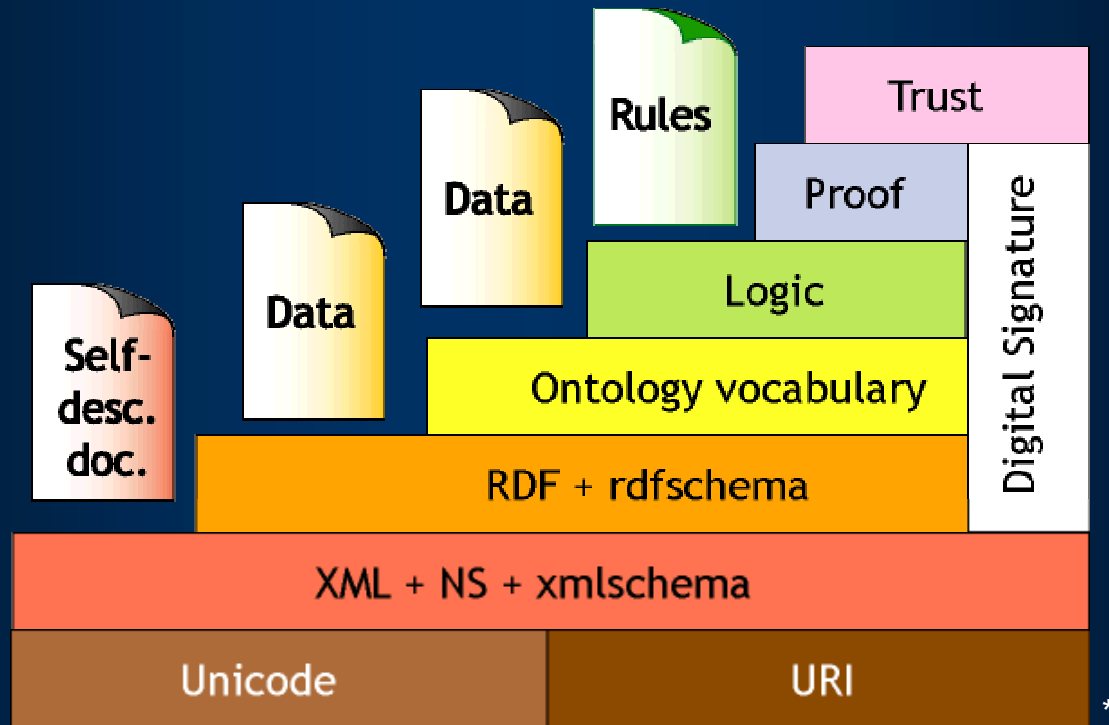 Rules
Trust
Data
Proof
Data
Logic
Self-
desc.
doc.
Ontology vocabulary
Digital Signature
RDF + rdfschema
XML + NS + xmlschema
Unicode
URI
*